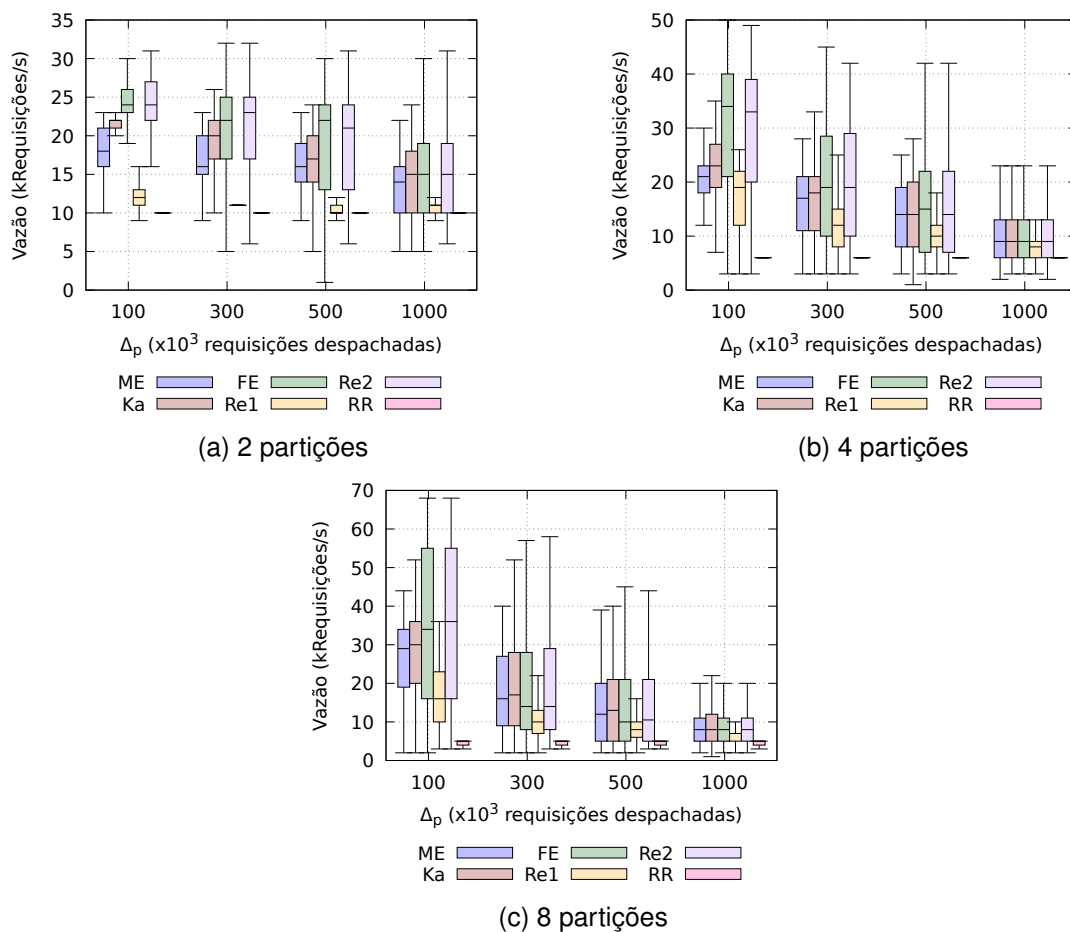 Vazão (kRequisições/s)
35
30
25
20
15
10
5
0
100 300 500 1000
Δp (x10³ requisições despachadas)
ME FE Re2
Ka Re1 RR
(a) 2 partições
Vazão (kRequisições/s)
50
40
30
20
10
0
100 300 500 1000
Δp (x10³ requisições despachadas)
ME FE Re2
Ka Re1 RR
(b) 4 partições
Vazão (kRequisições/s)
70
60
50
40
30
20
10
0
100 300 500 1000
Δp (x10³ requisições despachadas)
ME FE Re2
Ka Re1 RR
(c) 8 partições